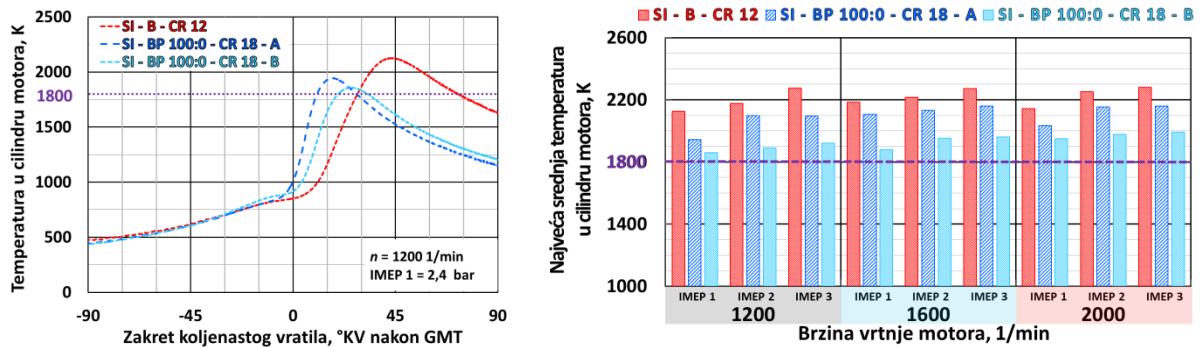 Temperatura u cilindru motora, K
2500
2000
1800
1500
1000
500
0
SI - B - CR 12
SI - BP 100:0 - CR 18 - A
SI - BP 100:0 - CR 18 - B
n = 1200 1/min
IMEP 1 = 2,4 bar
-90 -45 0 45 90
Zakret koljenastog vratila, °KV nakon GMT
SI - B - CR 12 SI - BP 100:0 - CR 18 - A SI - BP 100:0 - CR 18 - B
Najveća srednja temperatura
u cilindru motora, K
2600
2200
1800
1400
1000
IMEP 1 IMEP 2 IMEP 3 IMEP 1 IMEP 2 IMEP 3 IMEP 1 IMEP 2 IMEP 3
1200 1600 2000
Brzina vrtnje motora, 1/min